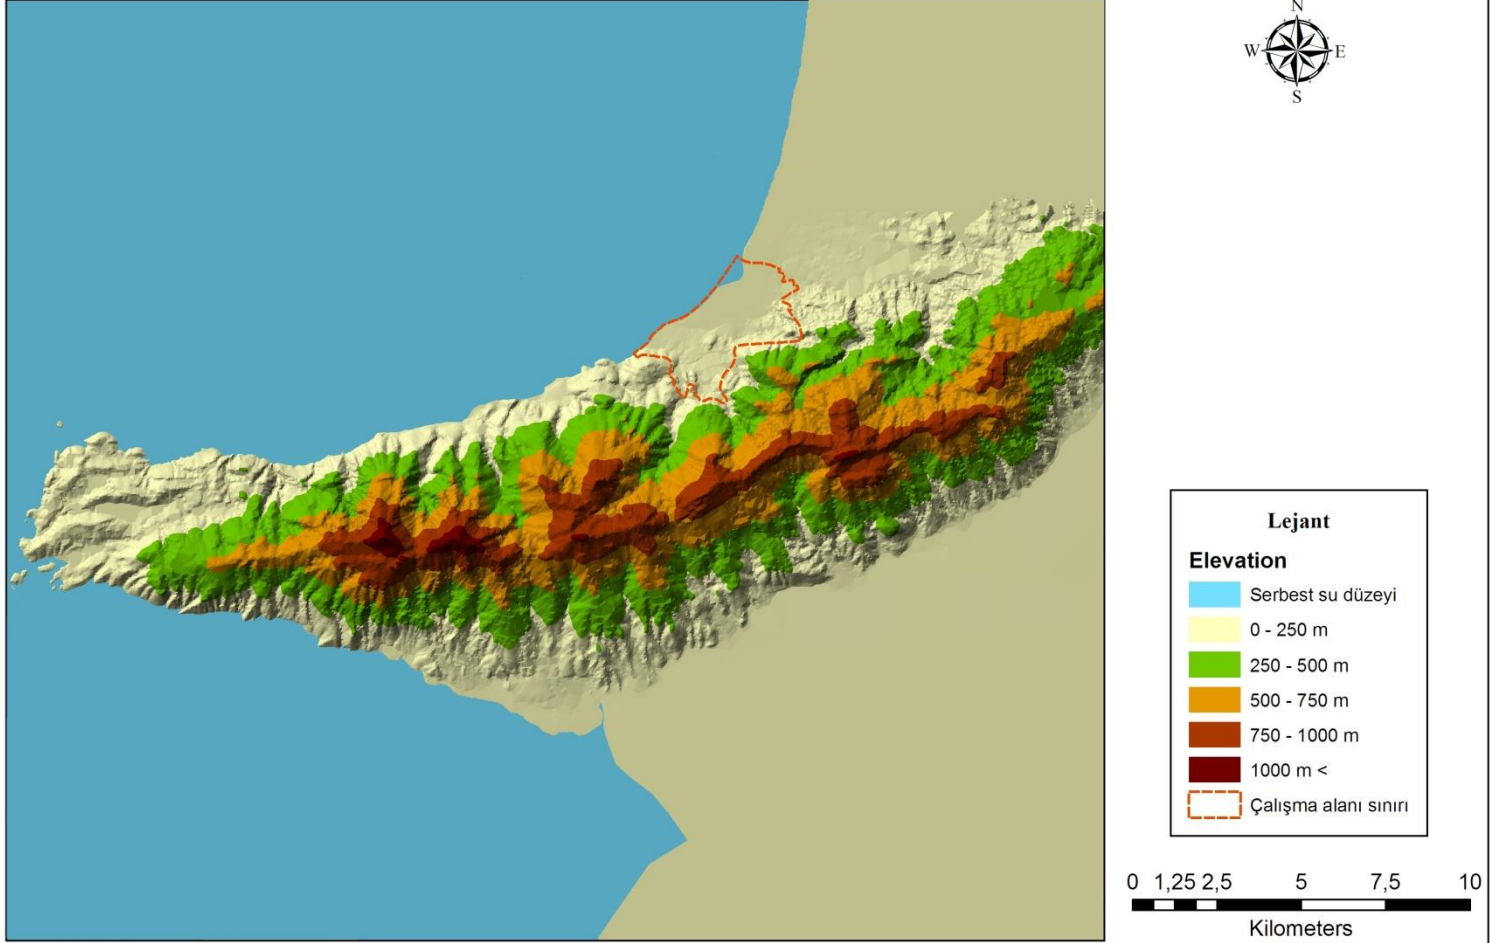 N
W E
S
Lejant
Elevation
Serbest su düzeyi
0 - 250 m
250 - 500 m
500 - 750 m
750 - 1000 m
1000 m <
Çalışma alanı sınırı
0 1,25 2,5 5 7,5 10
Kilometers